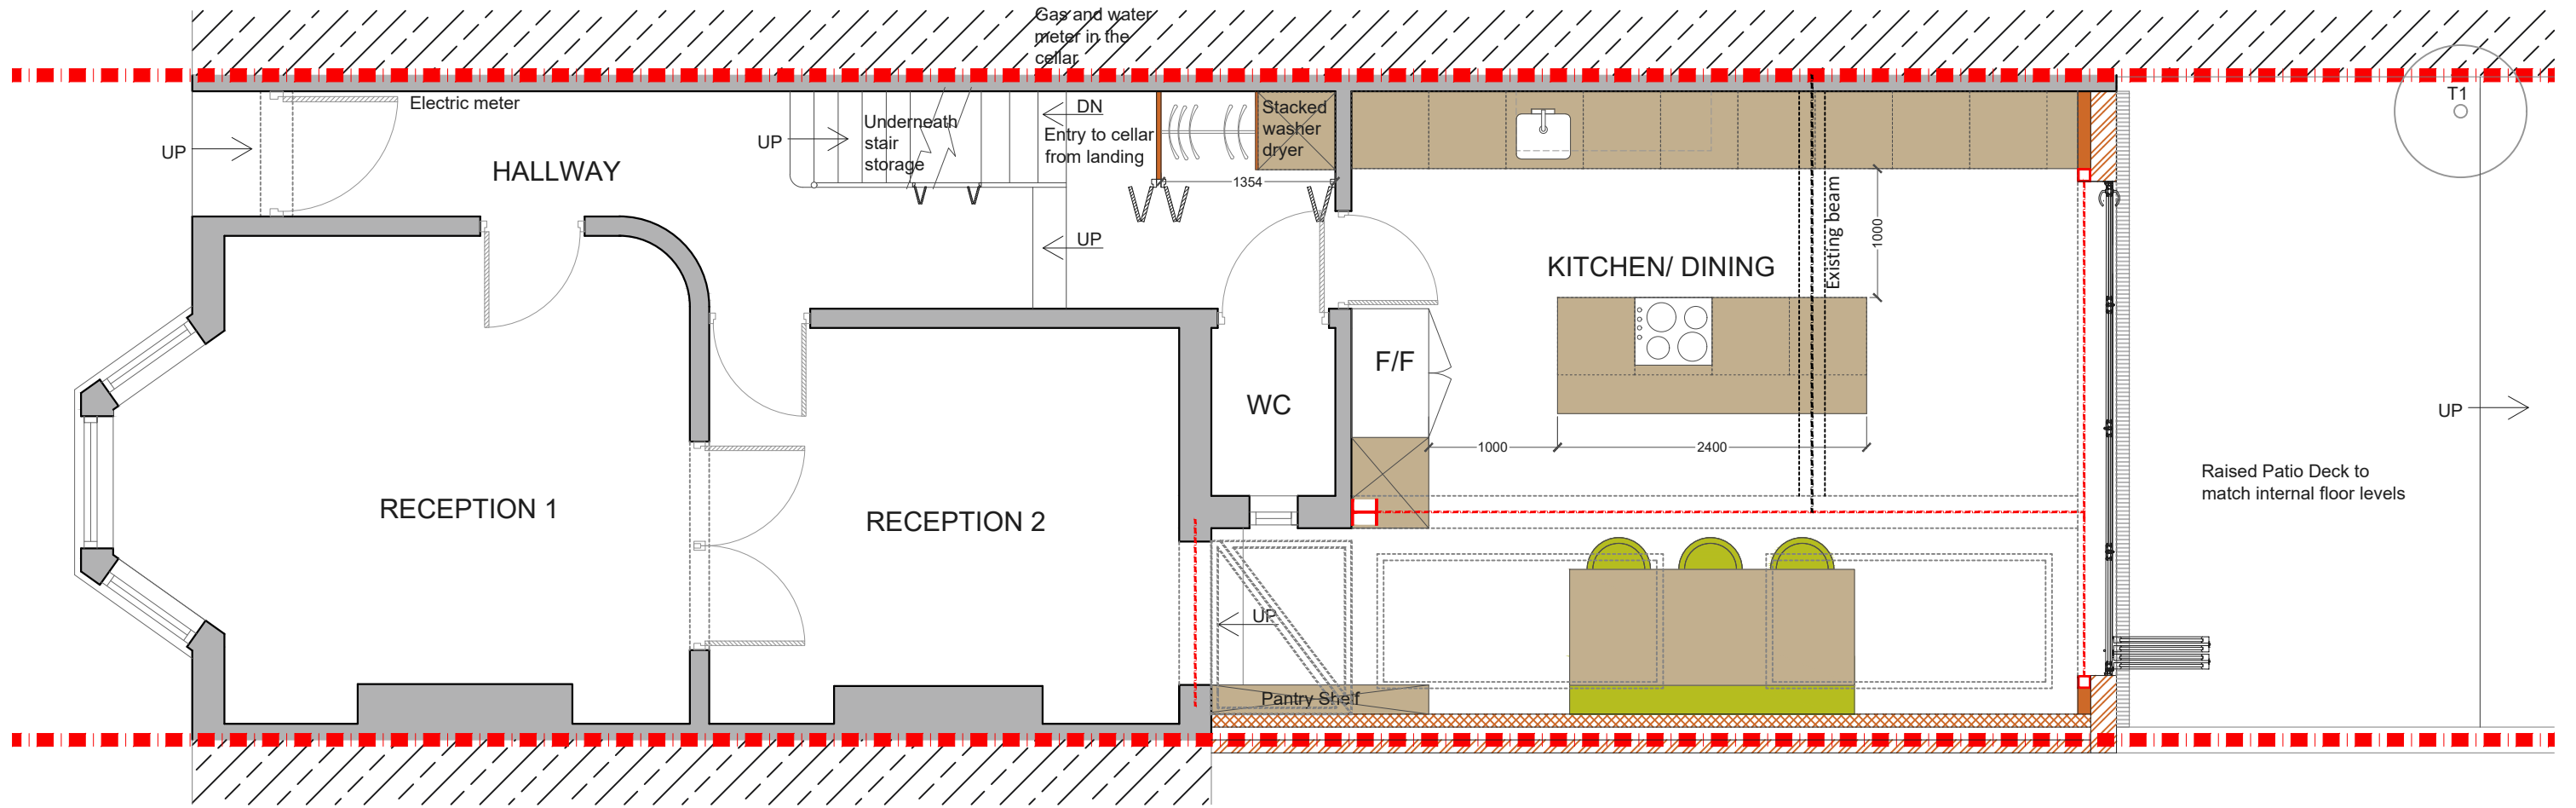 Gas and water
meter in the
cellar
Electric meter
UP
HALLWAY
UP
Underneath
stair
storage
DN
Entry to cellar
from landing
Stacked
washer
dryer
1354
UP
T1
Existing beam
1000
KITCHEN/ DINING
F/F
WC
1000
2400
UP
Raised Patio Deck to
match internal floor levels
RECEPTION 1
RECEPTION 2
UP
Pantry Shelf